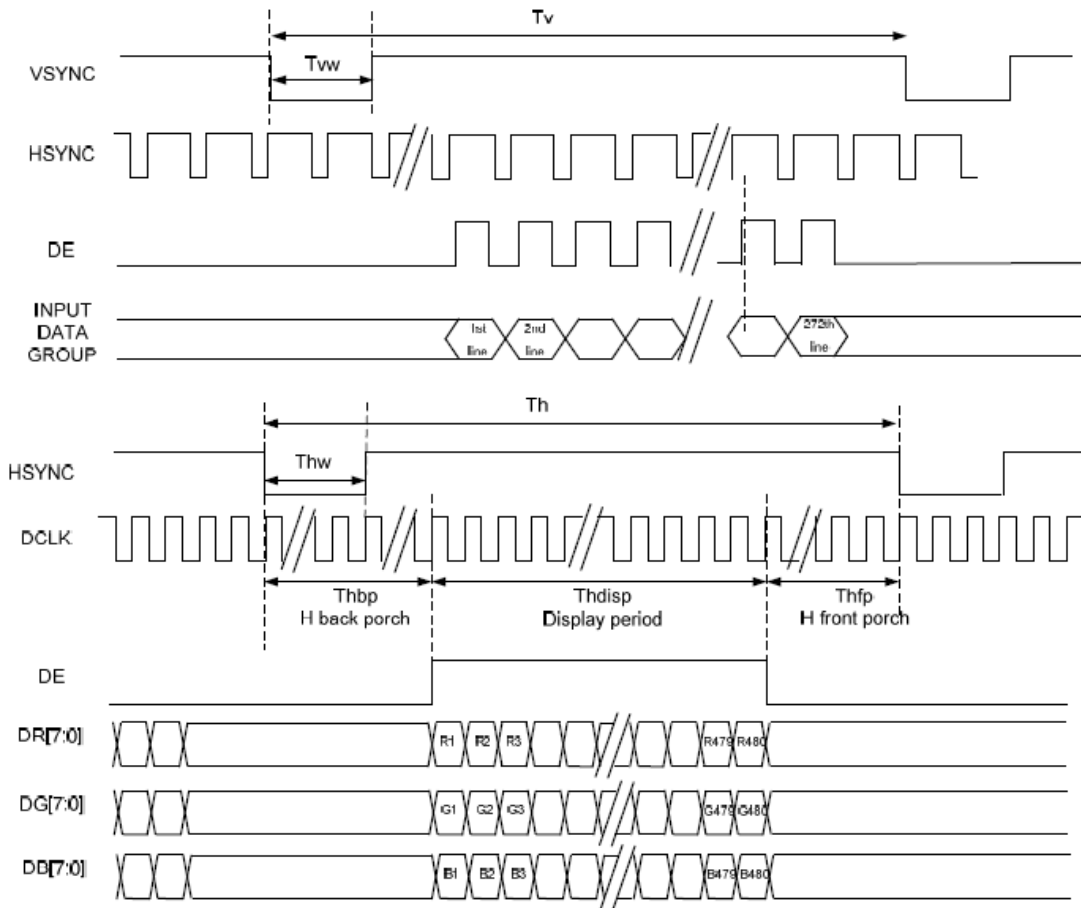 Tv
Tvw
VSYNC
HSYNC
DE
INPUT
DATA
GROUP
1st
line
2nd
line
272th
line
Th
Thw
HSYNC
DCLK
Thbp
H back porch
Thdisp
Display period
Thfp
H front porch
DE
DR[7:0]
R1 R2 R3 R479 R480
DG[7:0]
G1 G2 G3 G479 G480
DB[7:0]
B1 B2 B3 B479 B480